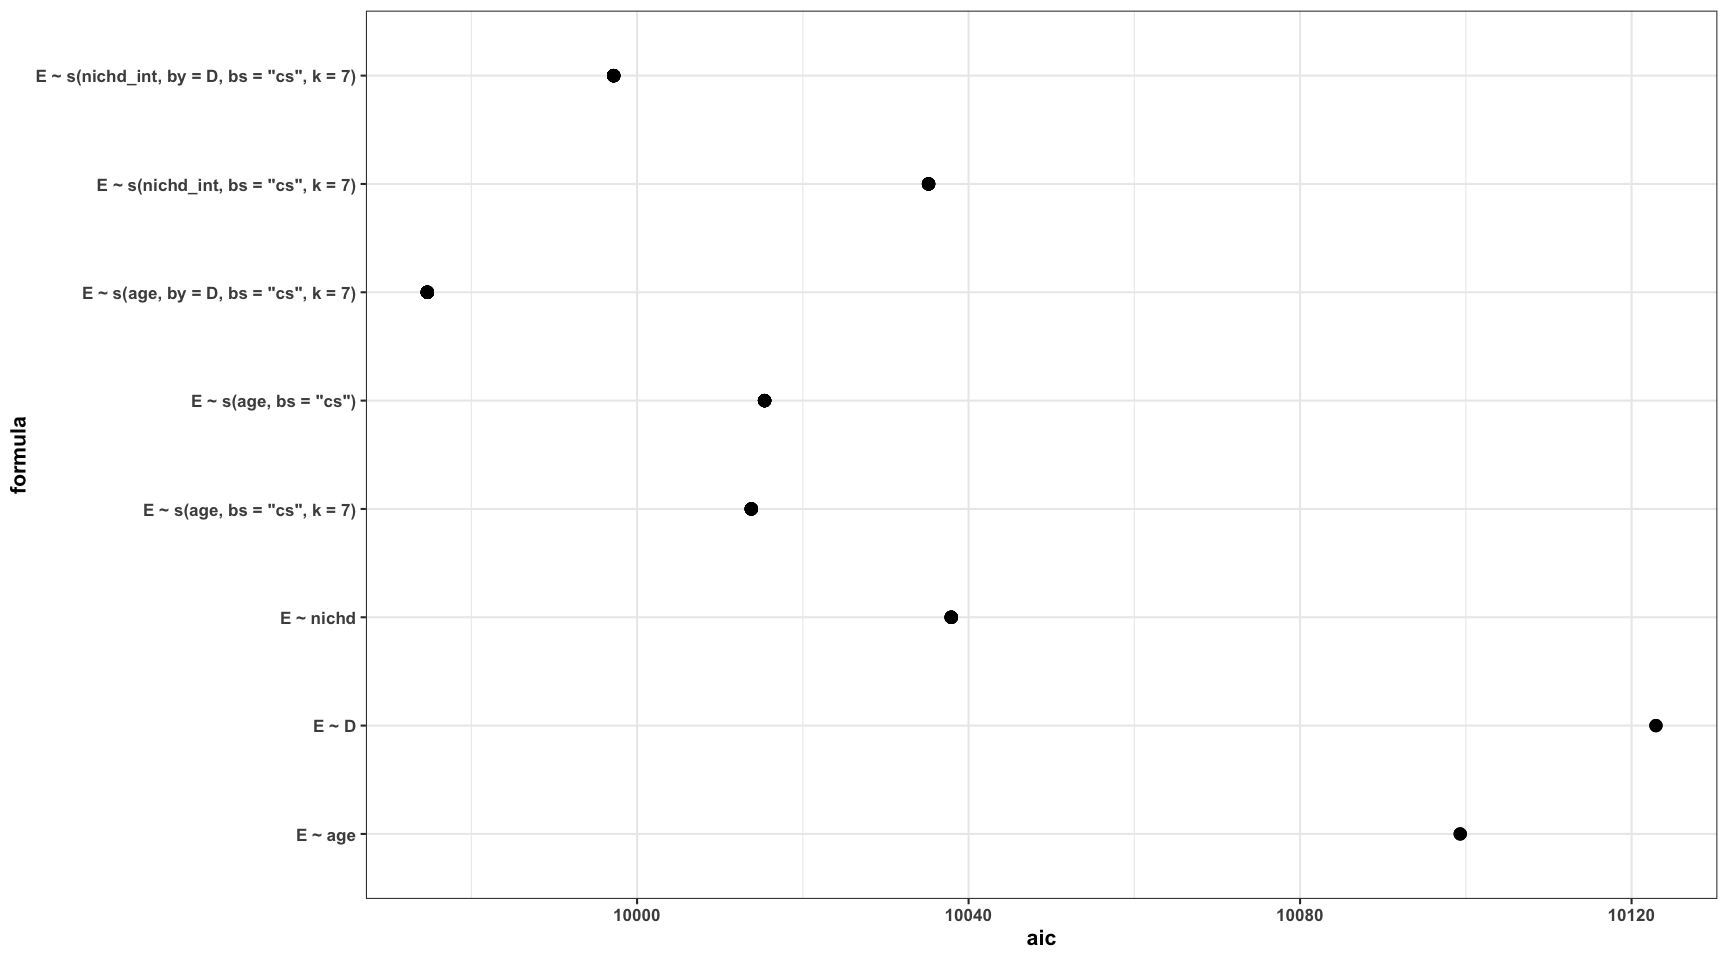 E ~ s(nichd_int, by = D, bs = "cs", k = 7)
E ~ s(nichd_int, bs = "cs", k = 7)
E ~ s(age, by = D, bs = "cs", k = 7)
E ~ s(age, bs = "cs")
E ~ s(age, bs = "cs", k = 7)
E ~ nichd
E ~ D
E ~ age
formula
10000 10040 10080 10120
aic